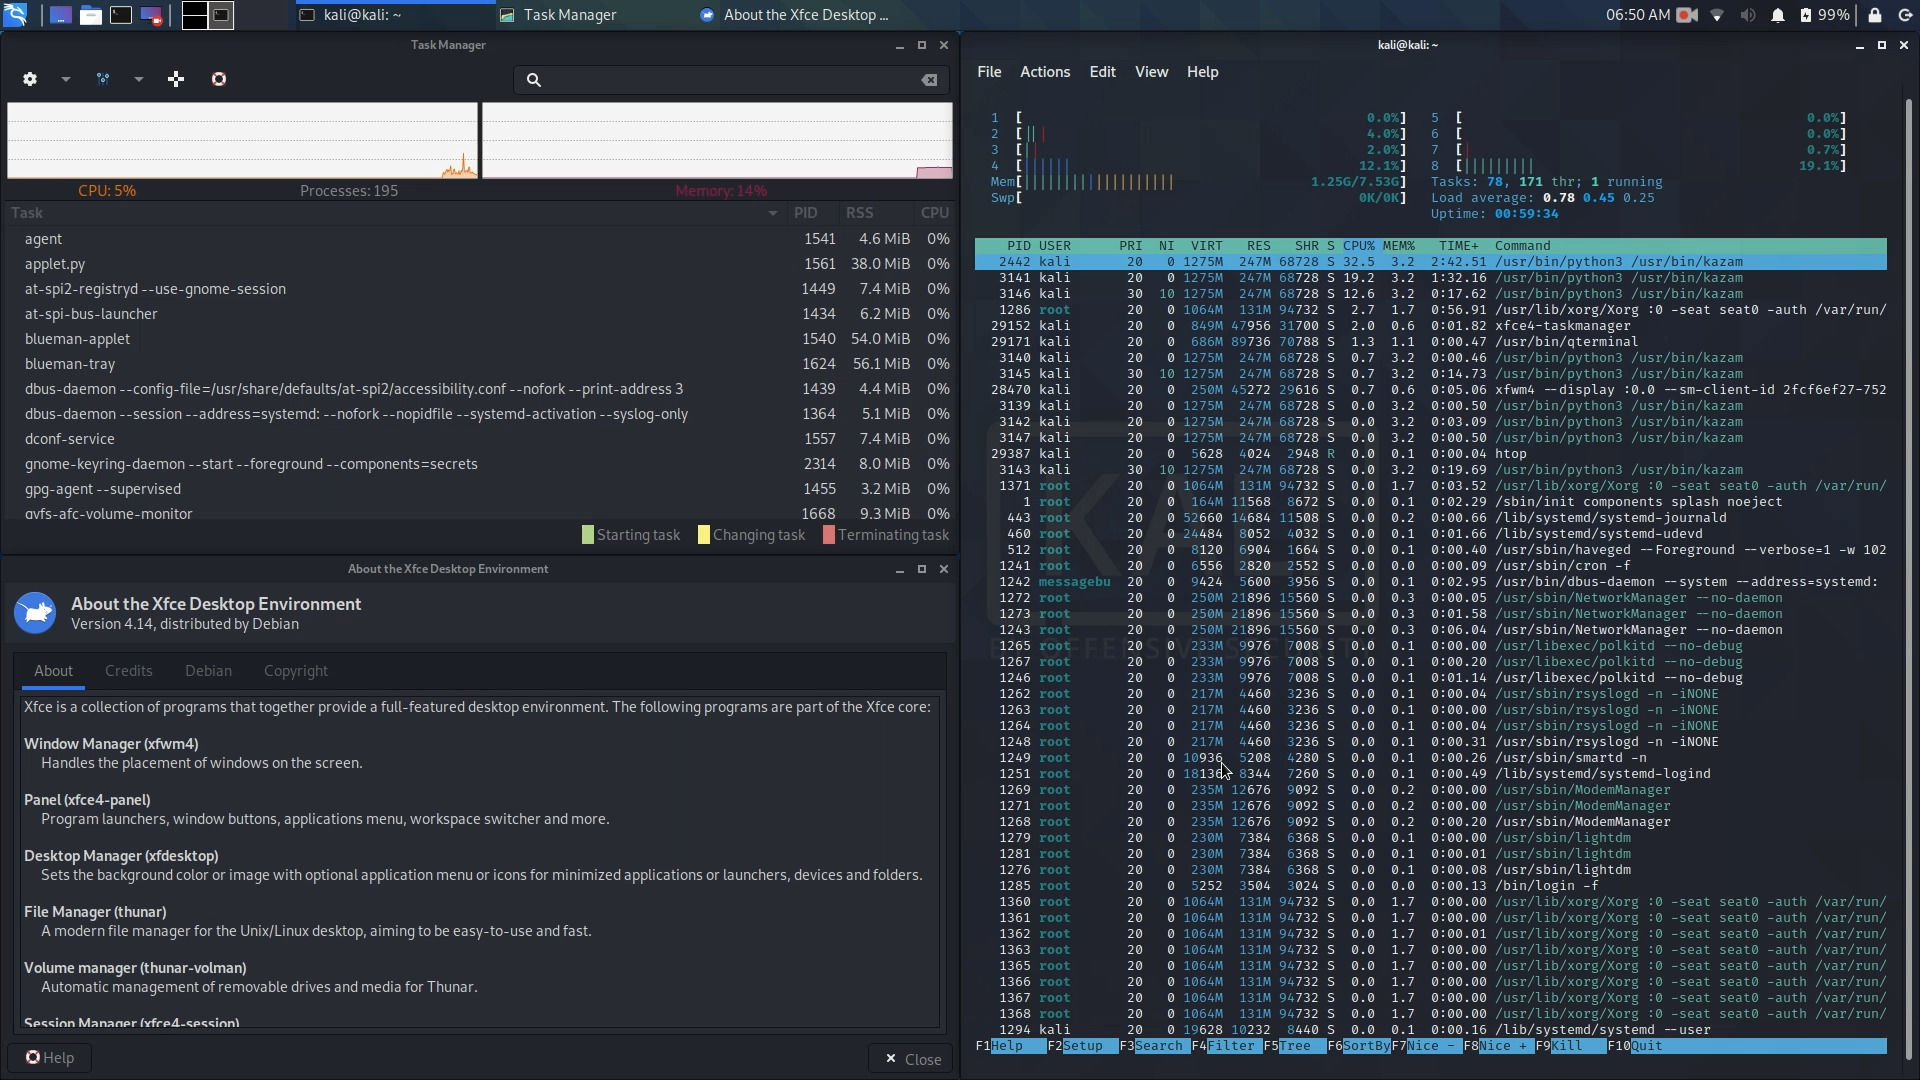 kali@kali: ~
Task Manager
About the Xfce Desktop ...
06:50 AM
99%
Task Manager
CPU: 5%
Processes: 195
Memory: 14%
Task PID RSS CPU
agent 1541 4.6 MiB 0%
applet.py 1561 38.0 MiB 0%
at-spi2-registryd --use-gnome-session 1449 7.4 MiB 0%
at-spi-bus-launcher 1434 6.2 MiB 0%
blueman-applet 1540 54.0 MiB 0%
blueman-tray 1624 56.1 MiB 0%
dbus-daemon --config-file=/usr/share/defaults/at-spi2/accessibility.conf --nofork --print-address 3 1439 4.4 MiB 0%
dbus-daemon --session --address=systemd: --nofork --nopidfile --systemd-activation --syslog-only 1364 5.1 MiB 0%
dconf-service 1557 7.4 MiB 0%
gnome-keyring-daemon --start --foreground --components=secrets 2314 8.0 MiB 0%
gpg-agent --supervised 1455 3.2 MiB 0%
gvfs-afc-volume-monitor 1668 9.3 MiB 0%
Starting task Changing task Terminating task
About the Xfce Desktop Environment
About the Xfce Desktop Environment
Version 4.14, distributed by Debian
About Credits Debian Copyright
Xfce is a collection of programs that together provide a full-featured desktop environment. The following programs are part of the Xfce core:
Window Manager (xfwm4)
Handles the placement of windows on the screen.
Panel (xfce4-panel)
Program launchers, window buttons, applications menu, workspace switcher and more.
Desktop Manager (xfdesktop)
Sets the background color or image with optional application menu or icons for minimized applications or launchers, devices and folders.
File Manager (thunar)
A modern file manager for the Unix/Linux desktop, aiming to be easy-to-use and fast.
Volume manager (thunar-volman)
Automatic management of removable drives and media for Thunar.
Session Manager (xfce4-session)
Help
Close
kali@kali: ~
File Actions Edit View Help
1 [ 0.0%] 5 [ 0.0%]
2 [|| | 4.0%] 6 [ 0.0%]
3 [| | 2.0%] 7 [| 0.7%]
4 [|||||| 12.1%] 8 [||||||||| 19.1%]
Mem[||||||||||||||||||| 1.25G/7.53G] Tasks: 78, 171 thr; 1 running
Swp[ 0K/0K] Load average: 0.78 0.45 0.25
Uptime: 00:59:34
PID USER PRI NI VIRT RES SHR S CPU% MEM% TIME+ Command
2442 kali 20 0 1275M 247M 68728 S 32.5 3.2 2:42.51 /usr/bin/python3 /usr/bin/kazam
3141 kali 20 0 1275M 247M 68728 S 19.2 3.2 1:32.16 /usr/bin/python3 /usr/bin/kazam
3146 kali 30 10 1275M 247M 68728 S 12.6 3.2 0:17.62 /usr/bin/python3 /usr/bin/kazam
1286 root 20 0 1064M 131M 94732 S 2.7 1.7 0:56.91 /usr/lib/xorg/Xorg :0 -seat seat0 -auth /var/run/
29152 kali 20 0 849M 47956 31700 S 2.0 0.6 0:01.82 xfce4-taskmanager
29171 kali 20 0 686M 89736 70788 S 1.3 1.1 0:00.47 /usr/bin/qterminal
3140 kali 20 0 1275M 247M 68728 S 0.7 3.2 0:00.46 /usr/bin/python3 /usr/bin/kazam
3145 kali 30 10 1275M 247M 68728 S 0.7 3.2 0:14.73 /usr/bin/python3 /usr/bin/kazam
28470 kali 20 0 250M 45272 29616 S 0.7 0.6 0:05.06 xfwm4 --display :0.0 --sm-client-id 2fcf6ef27-752
3139 kali 20 0 1275M 247M 68728 S 0.0 3.2 0:00.50 /usr/bin/python3 /usr/bin/kazam
3142 kali 20 0 1275M 247M 68728 S 0.0 3.2 0:03.09 /usr/bin/python3 /usr/bin/kazam
3147 kali 20 0 1275M 247M 68728 S 0.0 3.2 0:00.50 /usr/bin/python3 /usr/bin/kazam
29387 kali 20 0 5628 4024 2948 R 0.0 0.1 0:00.04 htop
3143 kali 30 10 1275M 247M 68728 S 0.0 3.2 0:19.69 /usr/bin/python3 /usr/bin/kazam
1371 root 20 0 1064M 131M 94732 S 0.0 1.7 0:03.52 /usr/lib/xorg/Xorg :0 -seat seat0 -auth /var/run/
1 root 20 0 164M 11568 8672 S 0.0 0.1 0:02.29 /sbin/init components splash noeject
443 root 20 0 52660 14684 11508 S 0.0 0.2 0:00.66 /lib/systemd/systemd-journald
460 root 20 0 24484 8052 4032 S 0.0 0.1 0:01.66 /lib/systemd/systemd-udevd
512 root 20 0 8120 6904 1664 S 0.0 0.1 0:00.40 /usr/sbin/haveged --Foreground --verbose=1 -w 102
1241 root 20 0 6556 2820 2552 S 0.0 0.0 0:00.09 /usr/sbin/cron -f
1242 messagebu 20 0 9424 5600 3956 S 0.0 0.1 0:02.95 /usr/bin/dbus-daemon --system --address=systemd:
1272 root 20 0 250M 21896 15560 S 0.0 0.3 0:00.05 /usr/sbin/NetworkManager --no-daemon
1273 root 20 0 250M 21896 15560 S 0.0 0.3 0:01.58 /usr/sbin/NetworkManager --no-daemon
1243 root 20 0 250M 21896 15560 S 0.0 0.3 0:06.04 /usr/sbin/NetworkManager --no-daemon
1265 root 20 0 233M 9976 7008 S 0.0 0.1 0:00.00 /usr/libexec/polkitd --no-debug
1267 root 20 0 233M 9976 7008 S 0.0 0.1 0:00.20 /usr/libexec/polkitd --no-debug
1246 root 20 0 233M 9976 7008 S 0.0 0.1 0:01.14 /usr/libexec/polkitd --no-debug
1262 root 20 0 217M 4460 3236 S 0.0 0.1 0:00.04 /usr/sbin/rsyslogd -n -iNONE
1263 root 20 0 217M 4460 3236 S 0.0 0.1 0:00.00 /usr/sbin/rsyslogd -n -iNONE
1264 root 20 0 217M 4460 3236 S 0.0 0.1 0:00.04 /usr/sbin/rsyslogd -n -iNONE
1248 root 20 0 217M 4460 3236 S 0.0 0.1 0:00.31 /usr/sbin/rsyslogd -n -iNONE
1249 root 20 0 10936 5208 4280 S 0.0 0.1 0:00.26 /usr/sbin/smartd -n
1251 root 20 0 18136 8344 7260 S 0.0 0.1 0:00.49 /lib/systemd/systemd-logind
1269 root 20 0 235M 12676 9092 S 0.0 0.2 0:00.00 /usr/sbin/ModemManager
1271 root 20 0 235M 12676 9092 S 0.0 0.2 0:00.00 /usr/sbin/ModemManager
1268 root 20 0 235M 12676 9092 S 0.0 0.2 0:00.20 /usr/sbin/ModemManager
1279 root 20 0 230M 7384 6368 S 0.0 0.1 0:00.00 /usr/sbin/lightdm
1281 root 20 0 230M 7384 6368 S 0.0 0.1 0:00.01 /usr/sbin/lightdm
1276 root 20 0 230M 7384 6368 S 0.0 0.1 0:00.08 /usr/sbin/lightdm
1285 root 20 0 5252 3504 3024 S 0.0 0.0 0:00.13 /bin/login -f
1360 root 20 0 1064M 131M 94732 S 0.0 1.7 0:00.00 /usr/lib/xorg/Xorg :0 -seat seat0 -auth /var/run/
1361 root 20 0 1064M 131M 94732 S 0.0 1.7 0:00.00 /usr/lib/xorg/Xorg :0 -seat seat0 -auth /var/run/
1362 root 20 0 1064M 131M 94732 S 0.0 1.7 0:00.01 /usr/lib/xorg/Xorg :0 -seat seat0 -auth /var/run/
1363 root 20 0 1064M 131M 94732 S 0.0 1.7 0:00.00 /usr/lib/xorg/Xorg :0 -seat seat0 -auth /var/run/
1365 root 20 0 1064M 131M 94732 S 0.0 1.7 0:00.00 /usr/lib/xorg/Xorg :0 -seat seat0 -auth /var/run/
1366 root 20 0 1064M 131M 94732 S 0.0 1.7 0:00.00 /usr/lib/xorg/Xorg :0 -seat seat0 -auth /var/run/
1367 root 20 0 1064M 131M 94732 S 0.0 1.7 0:00.00 /usr/lib/xorg/Xorg :0 -seat seat0 -auth /var/run/
1368 root 20 0 1064M 131M 94732 S 0.0 1.7 0:00.00 /usr/lib/xorg/Xorg :0 -seat seat0 -auth /var/run/
1294 kali 20 0 19628 10232 8440 S 0.0 0.1 0:00.16 /lib/systemd/systemd --user
F1Help F2Setup F3Search F4Filter F5Tree F6SortBy F7Nice - F8Nice + F9Kill F10Quit